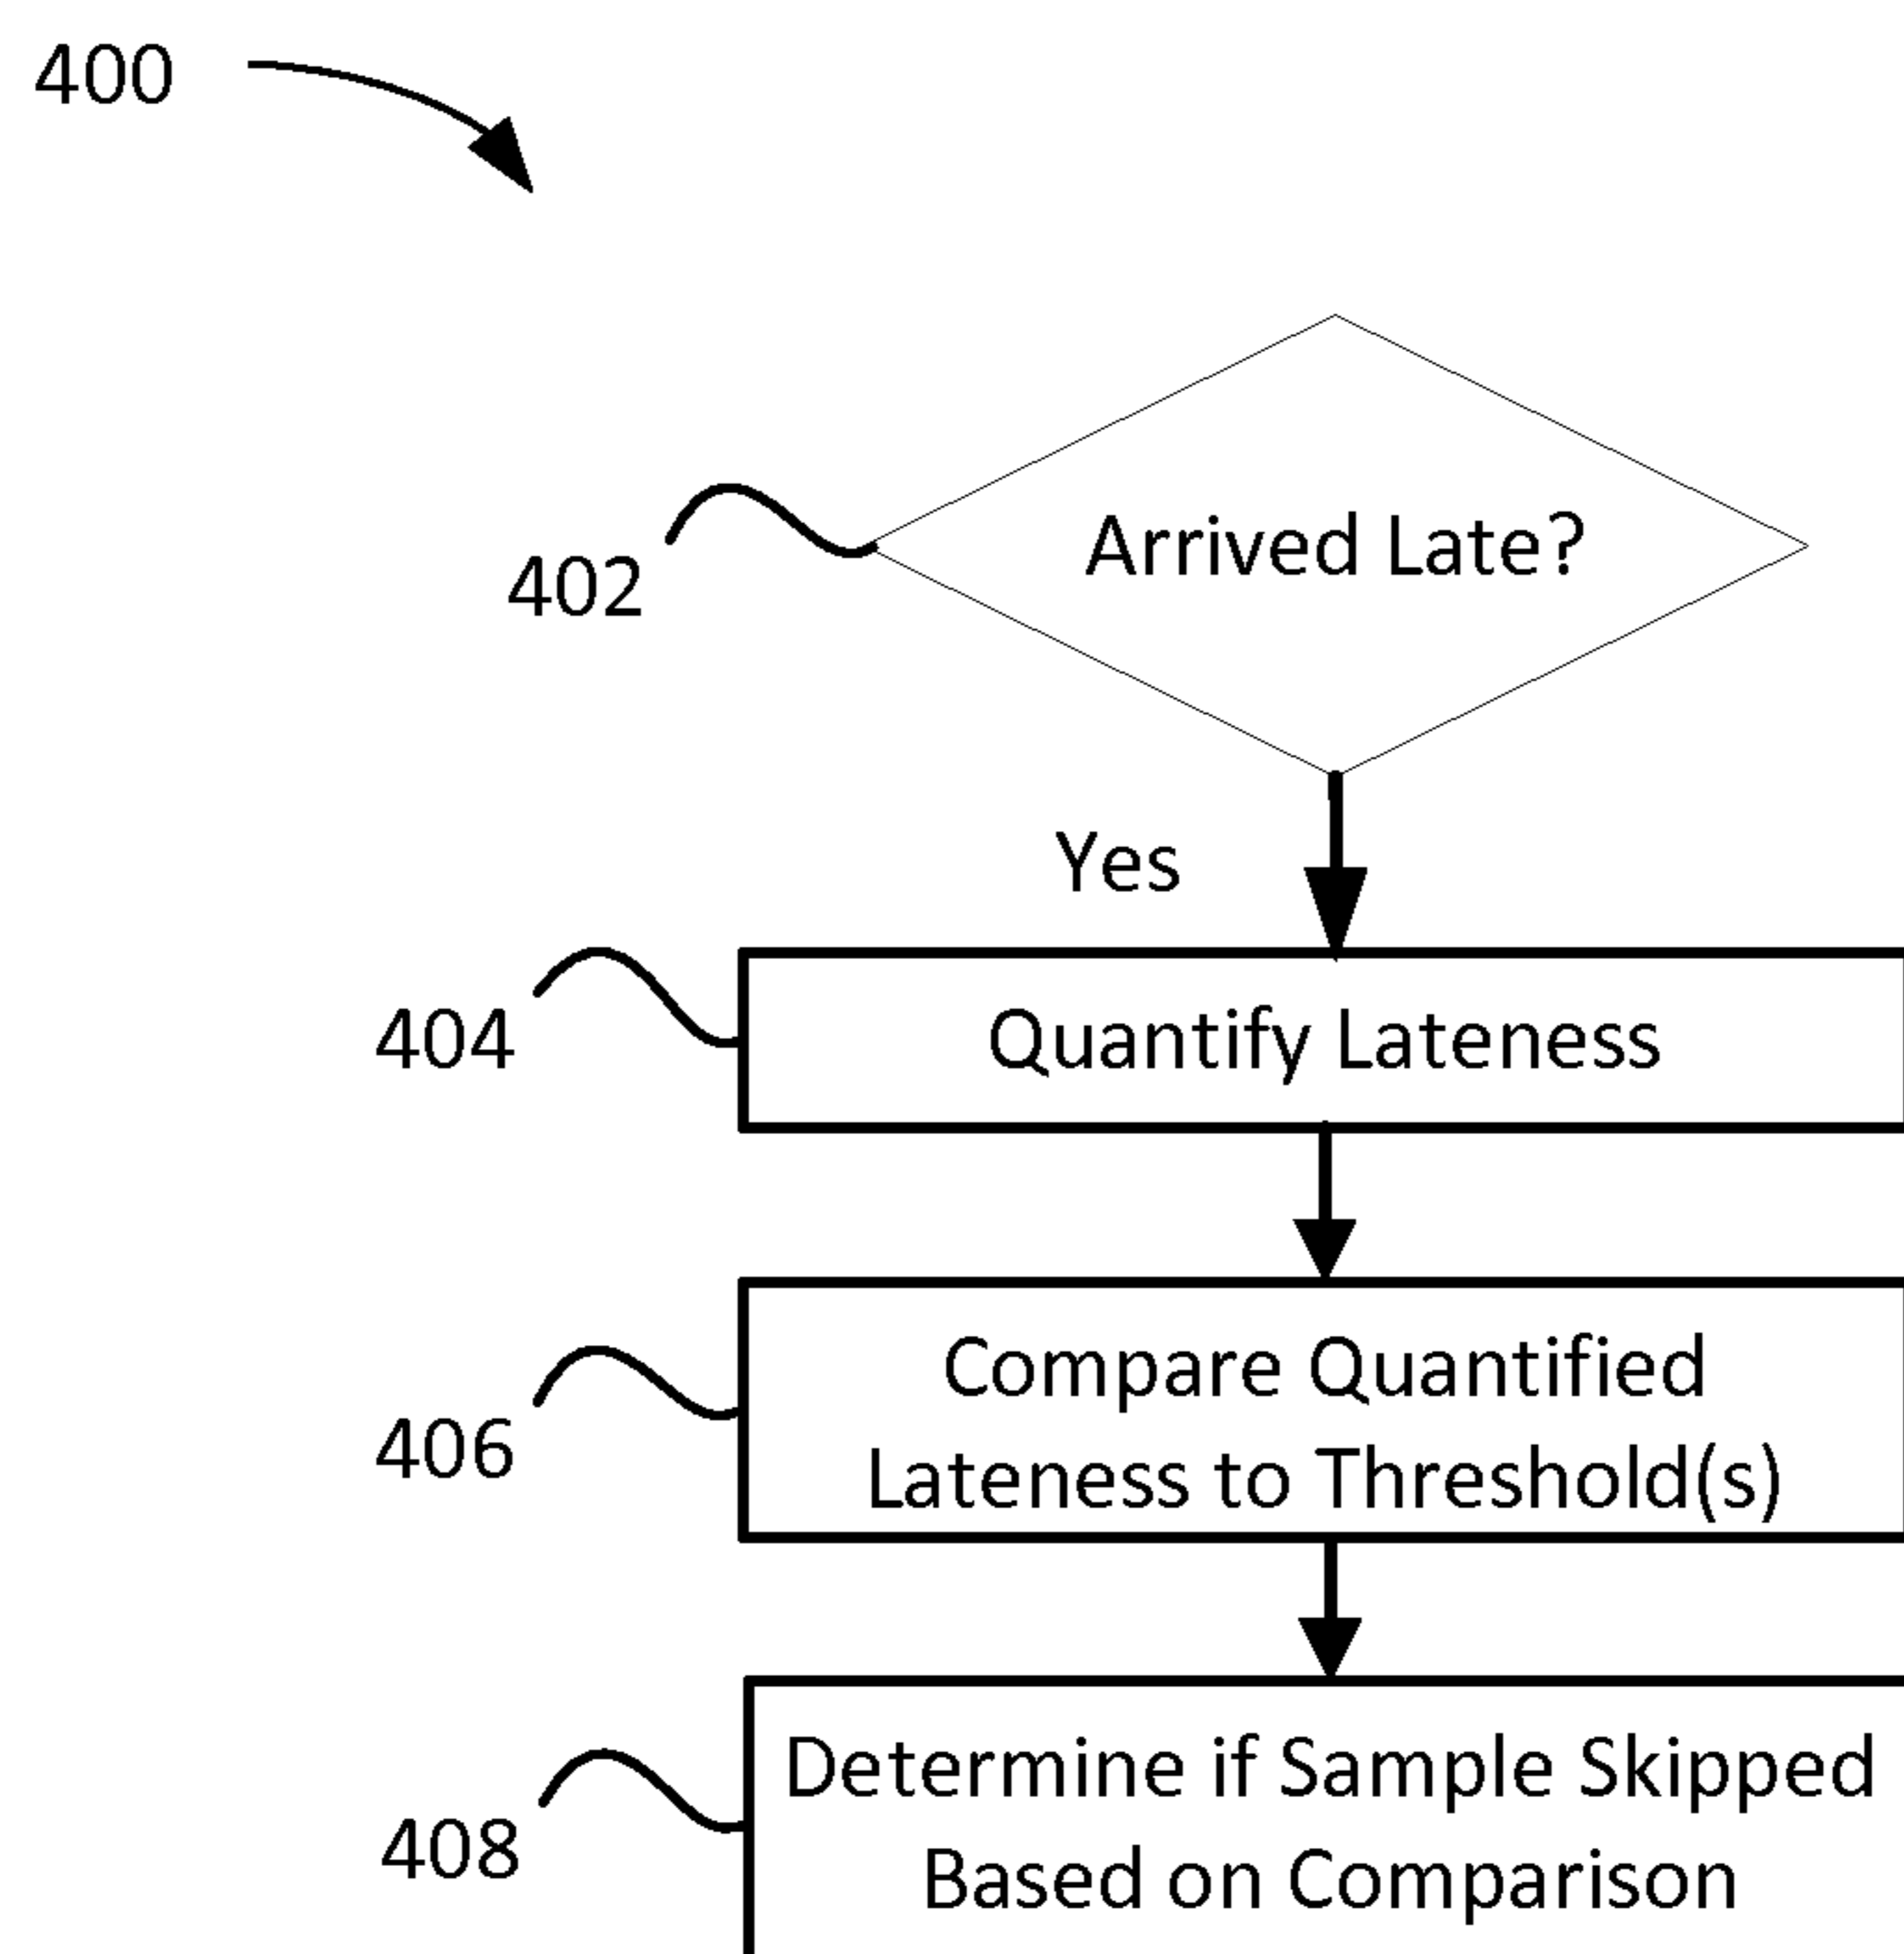 400
Arrived Late?
402
Yes
Quantify Lateness
404
Compare Quantified
Lateness to Threshold(s)
406
Determine if Sample Skipped
Based on Comparison
408